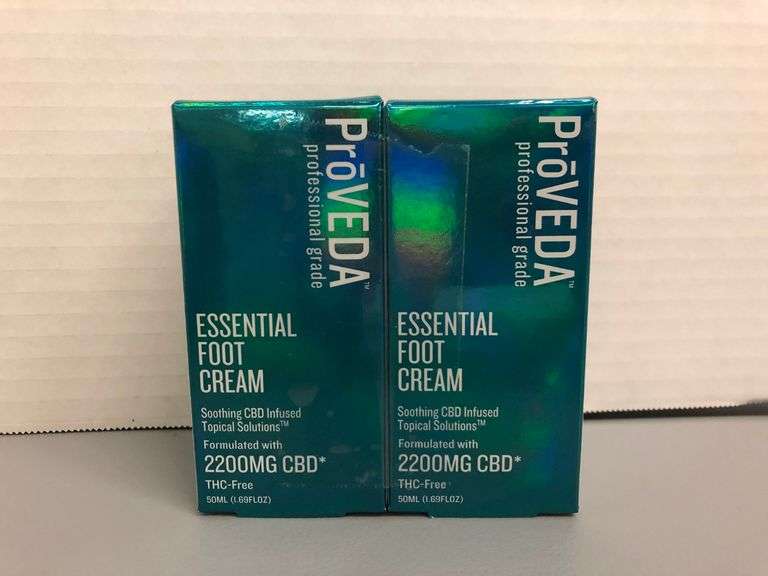 PrōVEDA™
professional grade
ESSENTIAL
FOOT
CREAM
Soothing CBD Infused
Topical Solutions™
Formulated with
2200MG CBD*
THC-Free
50ML (1.69FLOZ)
PrōVEDA™
professional grade
ESSENTIAL
FOOT
CREAM
Soothing CBD Infused
Topical Solutions™
Formulated with
2200MG CBD*
THC-Free
50ML (1.69FLOZ)